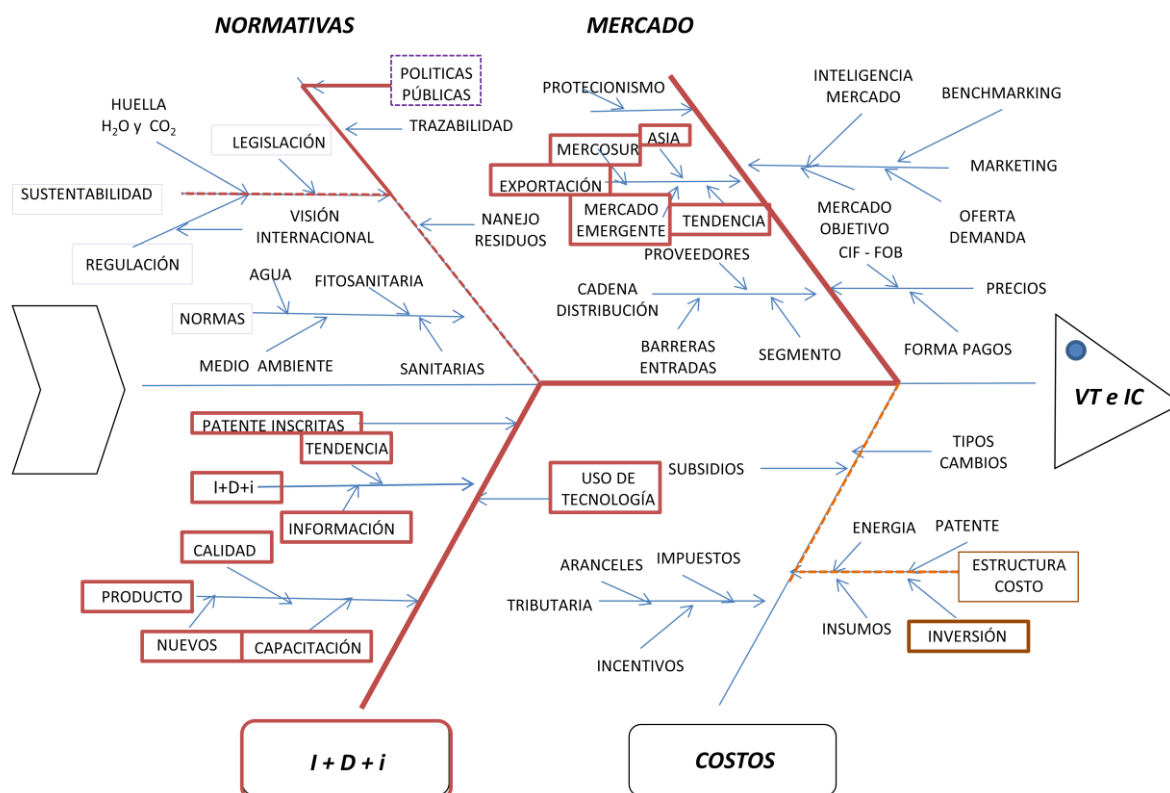 NORMATIVAS
MERCADO
POLITICAS
PÚBLICAS
HUELLA
H₂O y CO₂
TRAZABILIDAD
LEGISLACIÓN
SUSTENTABILIDAD
VISIÓN
INTERNACIONAL
NANEJO
RESIDUOS
REGULACIÓN
AGUA
FITOSANITARIA
NORMAS
MEDIO AMBIENTE
SANITARIAS
PROTECIONISMO
INTELIGENCIA
MERCADO
BENCHMARKING
ASIA
MERCOSUR
MARKETING
EXPORTACIÓN
MERCADO
EMERGENTE
TENDENCIA
MERCADO
OBJETIVO
OFERTA
DEMANDA
PROVEEDORES
CIF - FOB
CADENA
DISTRIBUCIÓN
PRECIOS
BARRERAS
ENTRADAS
SEGMENTO
FORMA PAGOS
VT e IC
PATENTE INSCRITAS
TENDENCIA
I+D+i
INFORMACIÓN
USO DE
TECNOLOGÍA
CALIDAD
PRODUCTO
NUEVOS
CAPACITACIÓN
SUBSIDIOS
TIPOS
CAMBIOS
ENERGIA
PATENTE
ARANCELES
IMPUESTOS
ESTRUCTURA
COSTO
TRIBUTARIA
INSUMOS
INVERSIÓN
INCENTIVOS
I + D + i
COSTOS